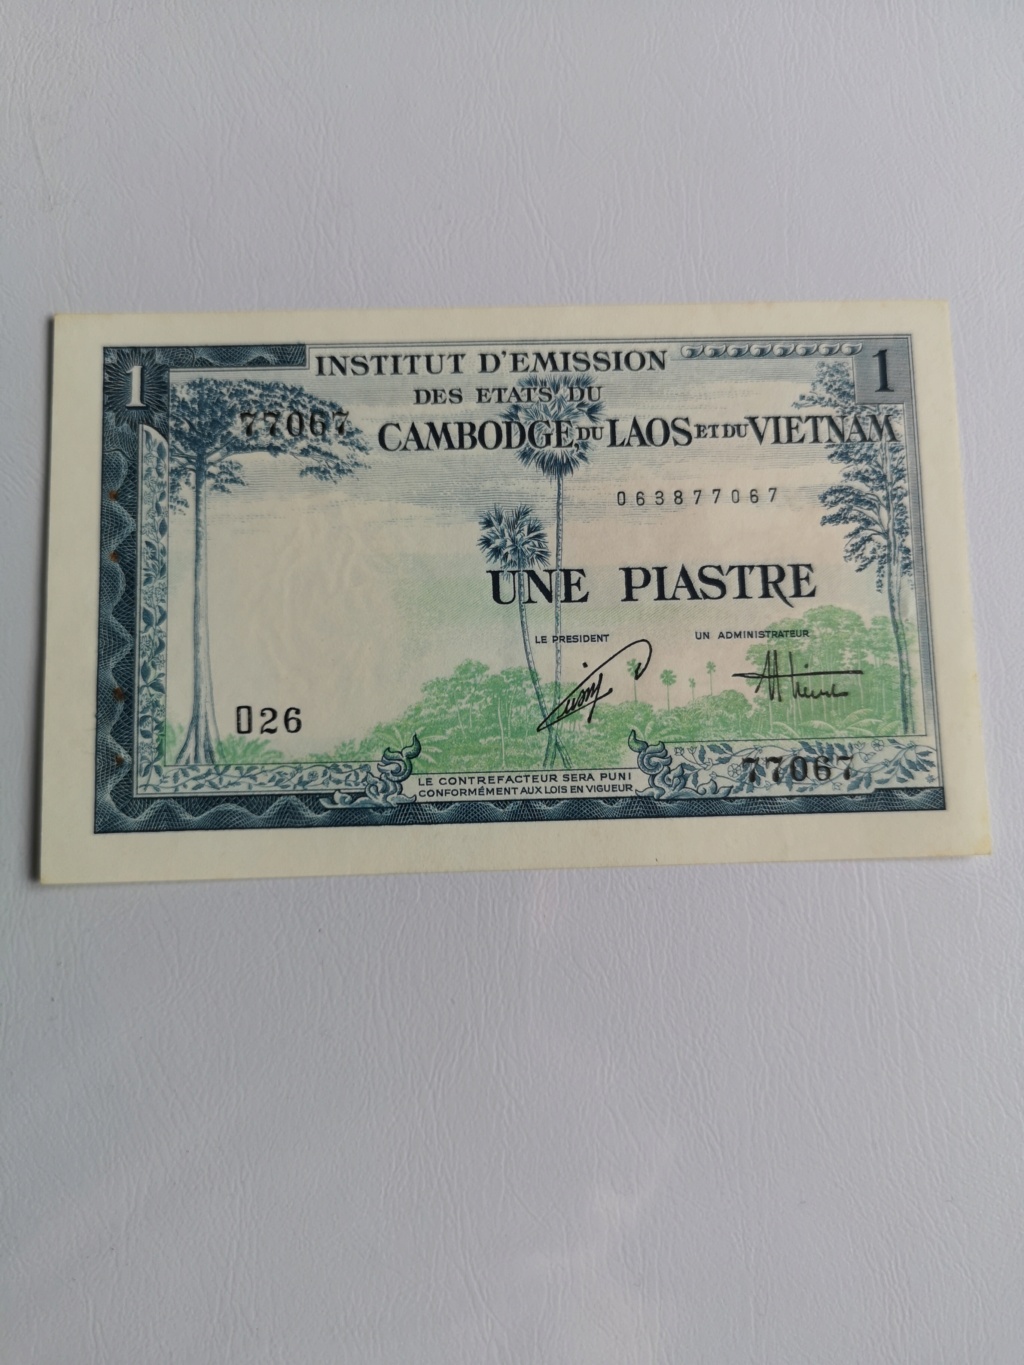 1
INSTITUT D'EMISSION
1
DES ETATS DU
77067
CAMBODGE, DU LAOS ET DU VIETNAM
063877067
UNE PIASTRE
LE PRESIDENT
UN ADMINISTRATEUR
026
77067
LE CONTREFACTEUR SERA PUNI
CONFORMÉMENT AUX LOIS EN VIGUEUR